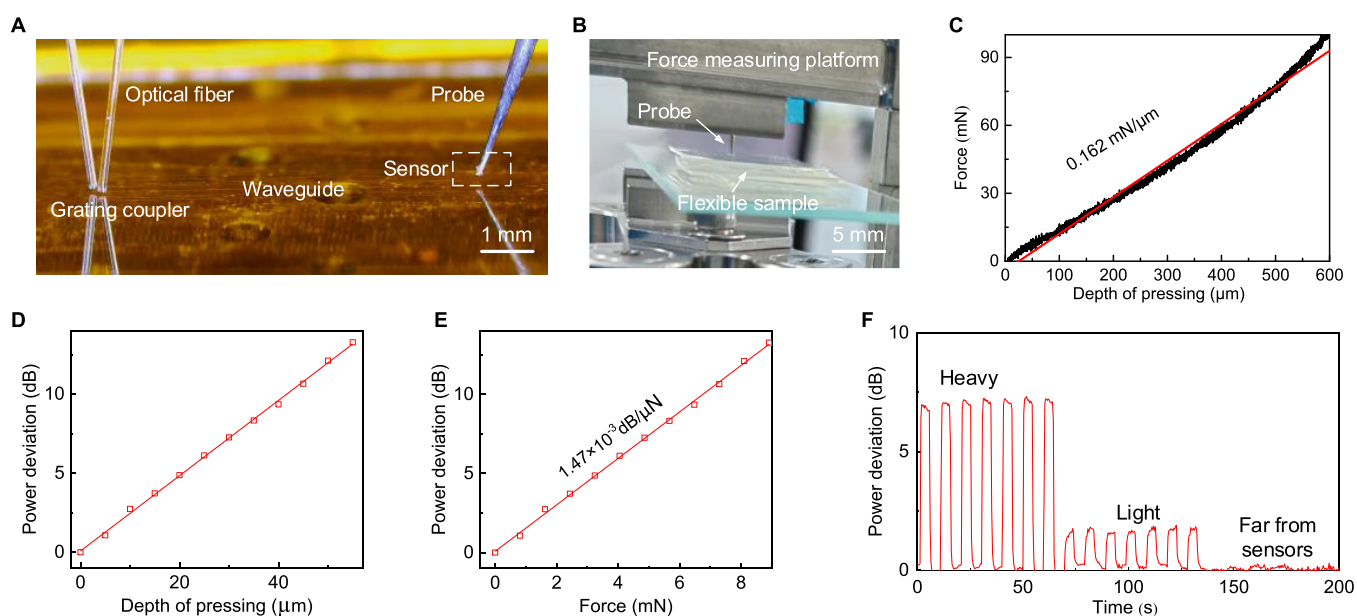 A
Optical fiber
Probe
Sensor
Waveguide
Grating coupler
1 mm
B
Force measuring platform
Probe
Flexible sample
5 mm
C
Force (mN)
90
60
30
0
0.162 mN/μm
0 100 200 300 400 500 600
Depth of pressing (μm)
D
Power deviation (dB)
10
5
0
0 20 40
Depth of pressing (μm)
E
Power deviation (dB)
10
5
0
1.47×10⁻³ dB/μN
0 2 4 6 8
Force (mN)
F
Power deviation (dB)
10
5
0
Heavy
Light
Far from
sensors
0 50 100 150 200
Time (s)